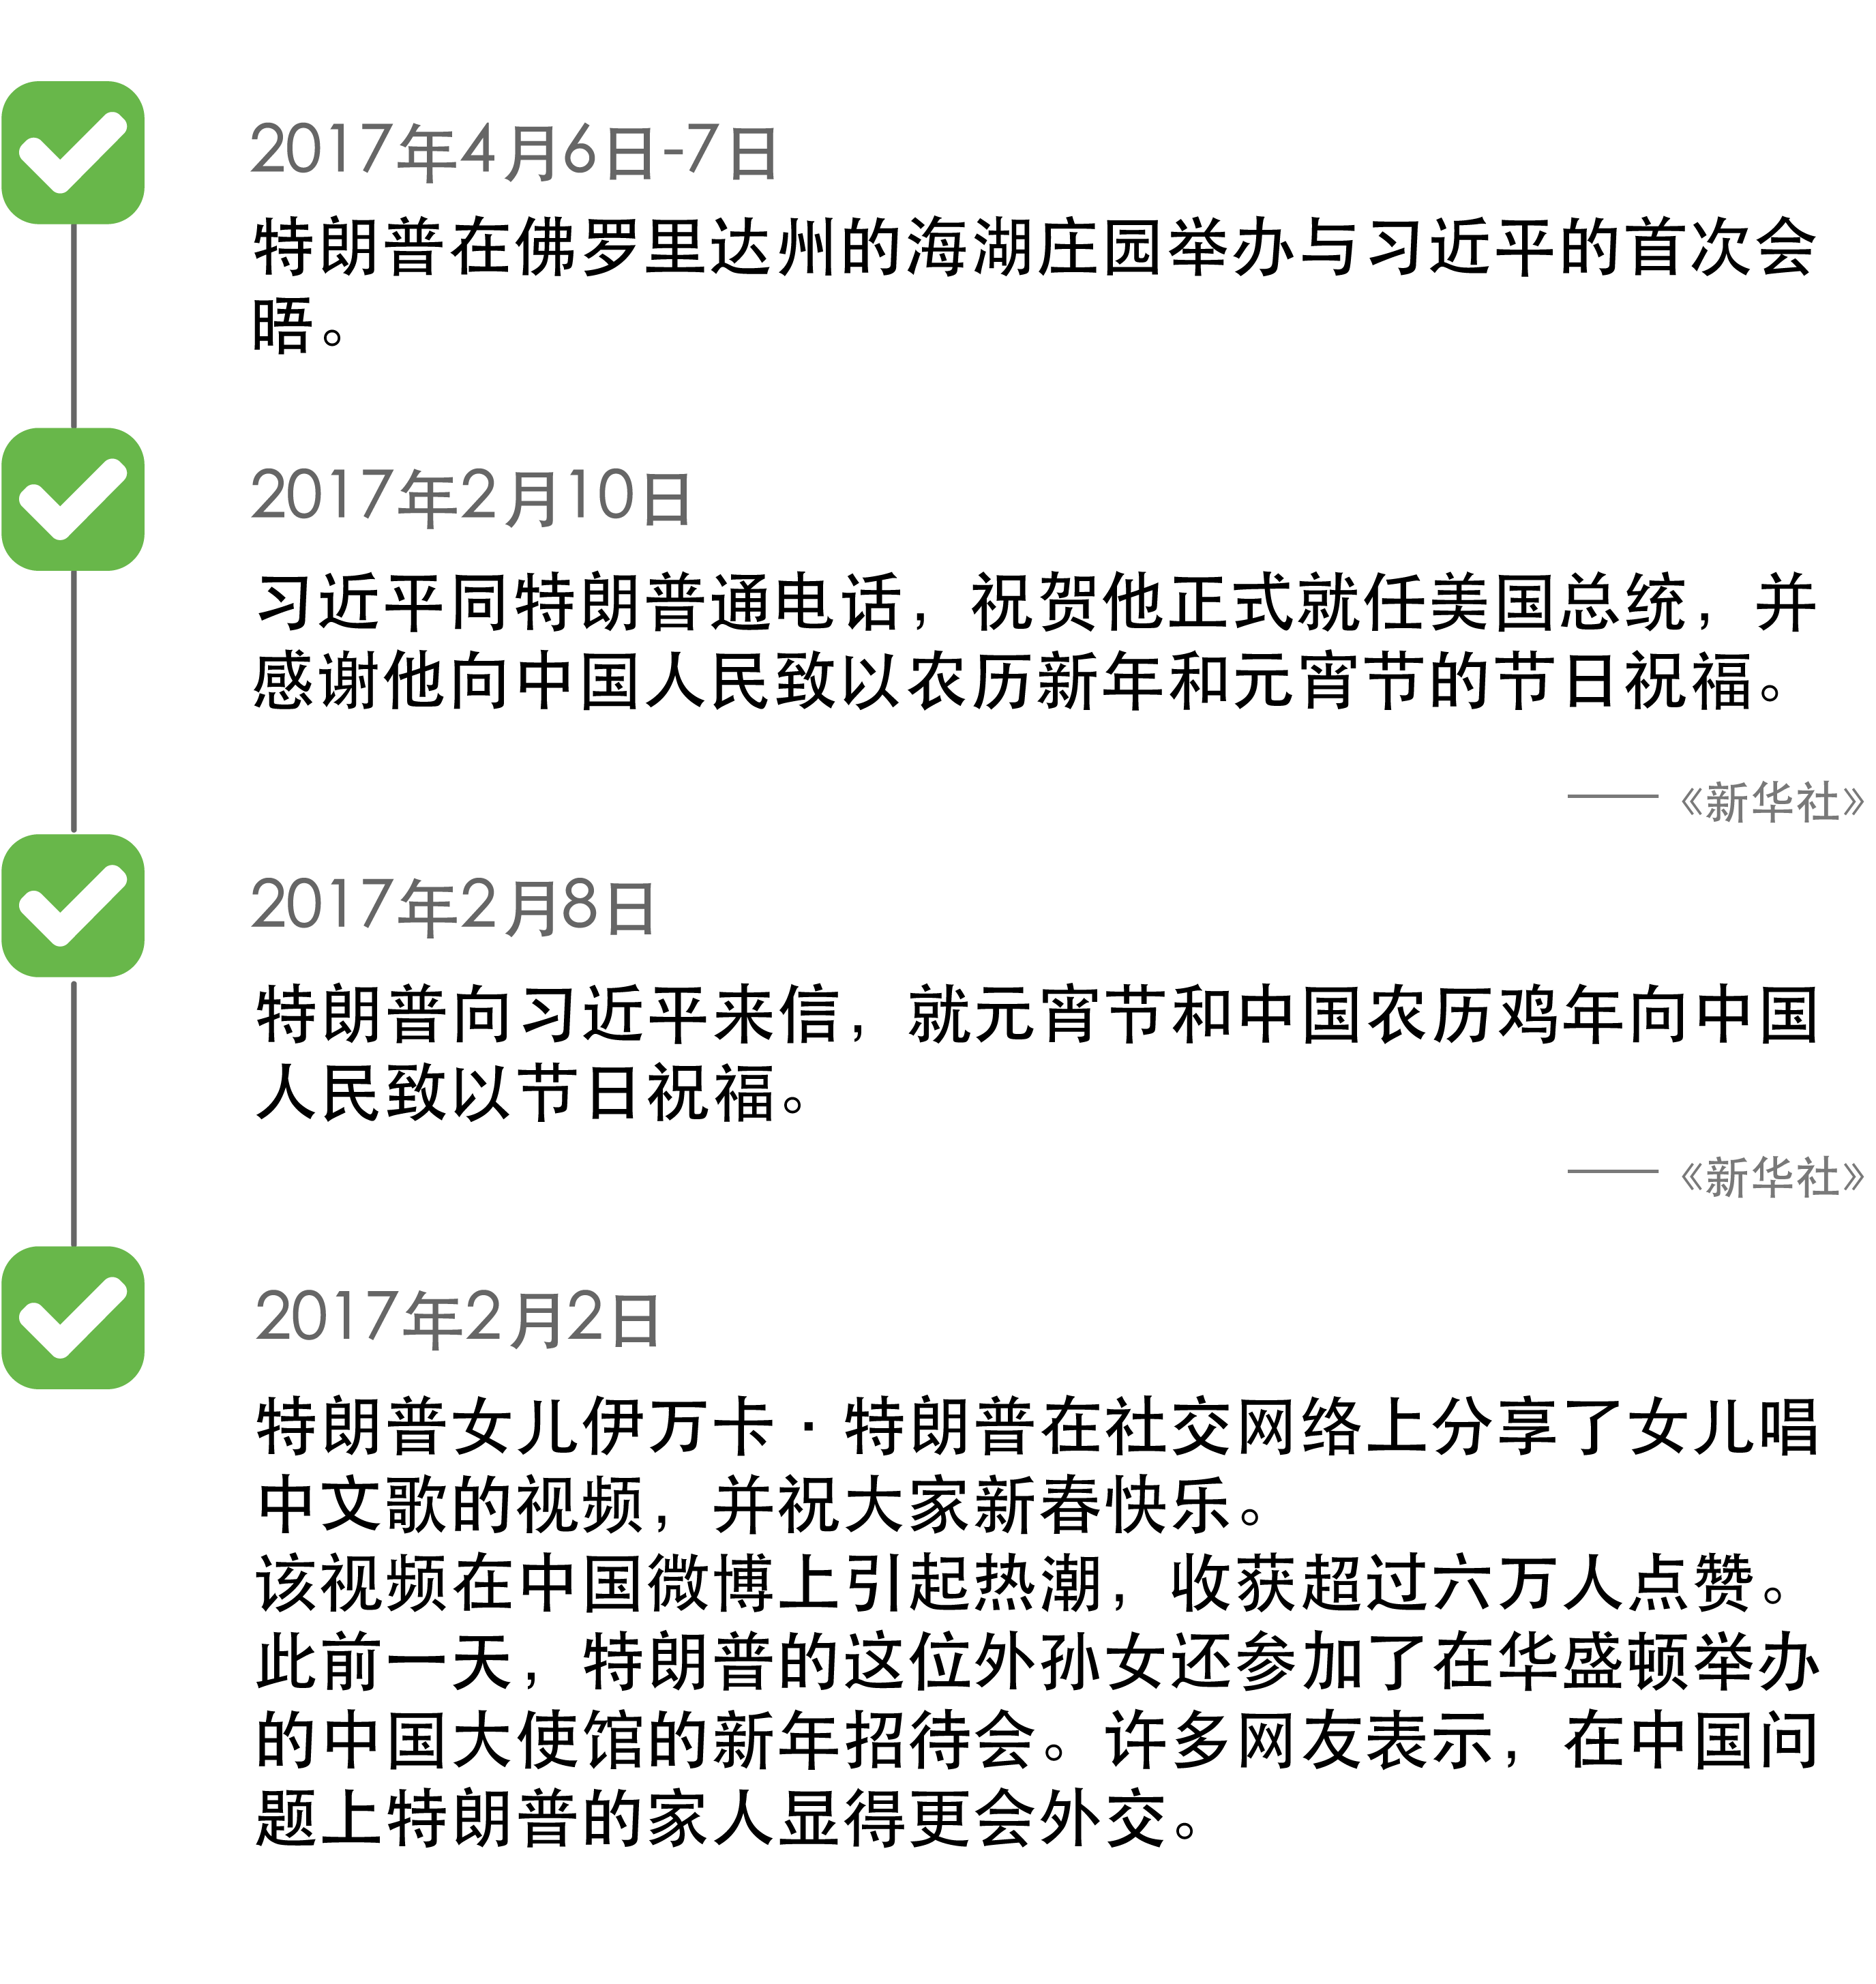 2017年4月6日-7日
特朗普在佛罗里达州的海湖庄园举办与习近平的首次会
晤。
2017年2月10日
习近平同特朗普通电话，祝贺他正式就任美国总统，并
感谢他向中国人民致以农历新年和元宵节的节日祝福。
—— 《新华社》
2017年2月8日
特朗普向习近平来信，就元宵节和中国农历鸡年向中国
人民致以节日祝福。
—— 《新华社》
2017年2月2日
特朗普女儿伊万卡·特朗普在社交网络上分享了女儿唱
中文歌的视频，并祝大家新春快乐。
该视频在中国微博上引起热潮，收获超过六万人点赞。
此前一天，特朗普的这位外孙女还参加了在华盛顿举办
的中国大使馆的新年招待会。许多网友表示，在中国问
题上特朗普的家人显得更会外交。